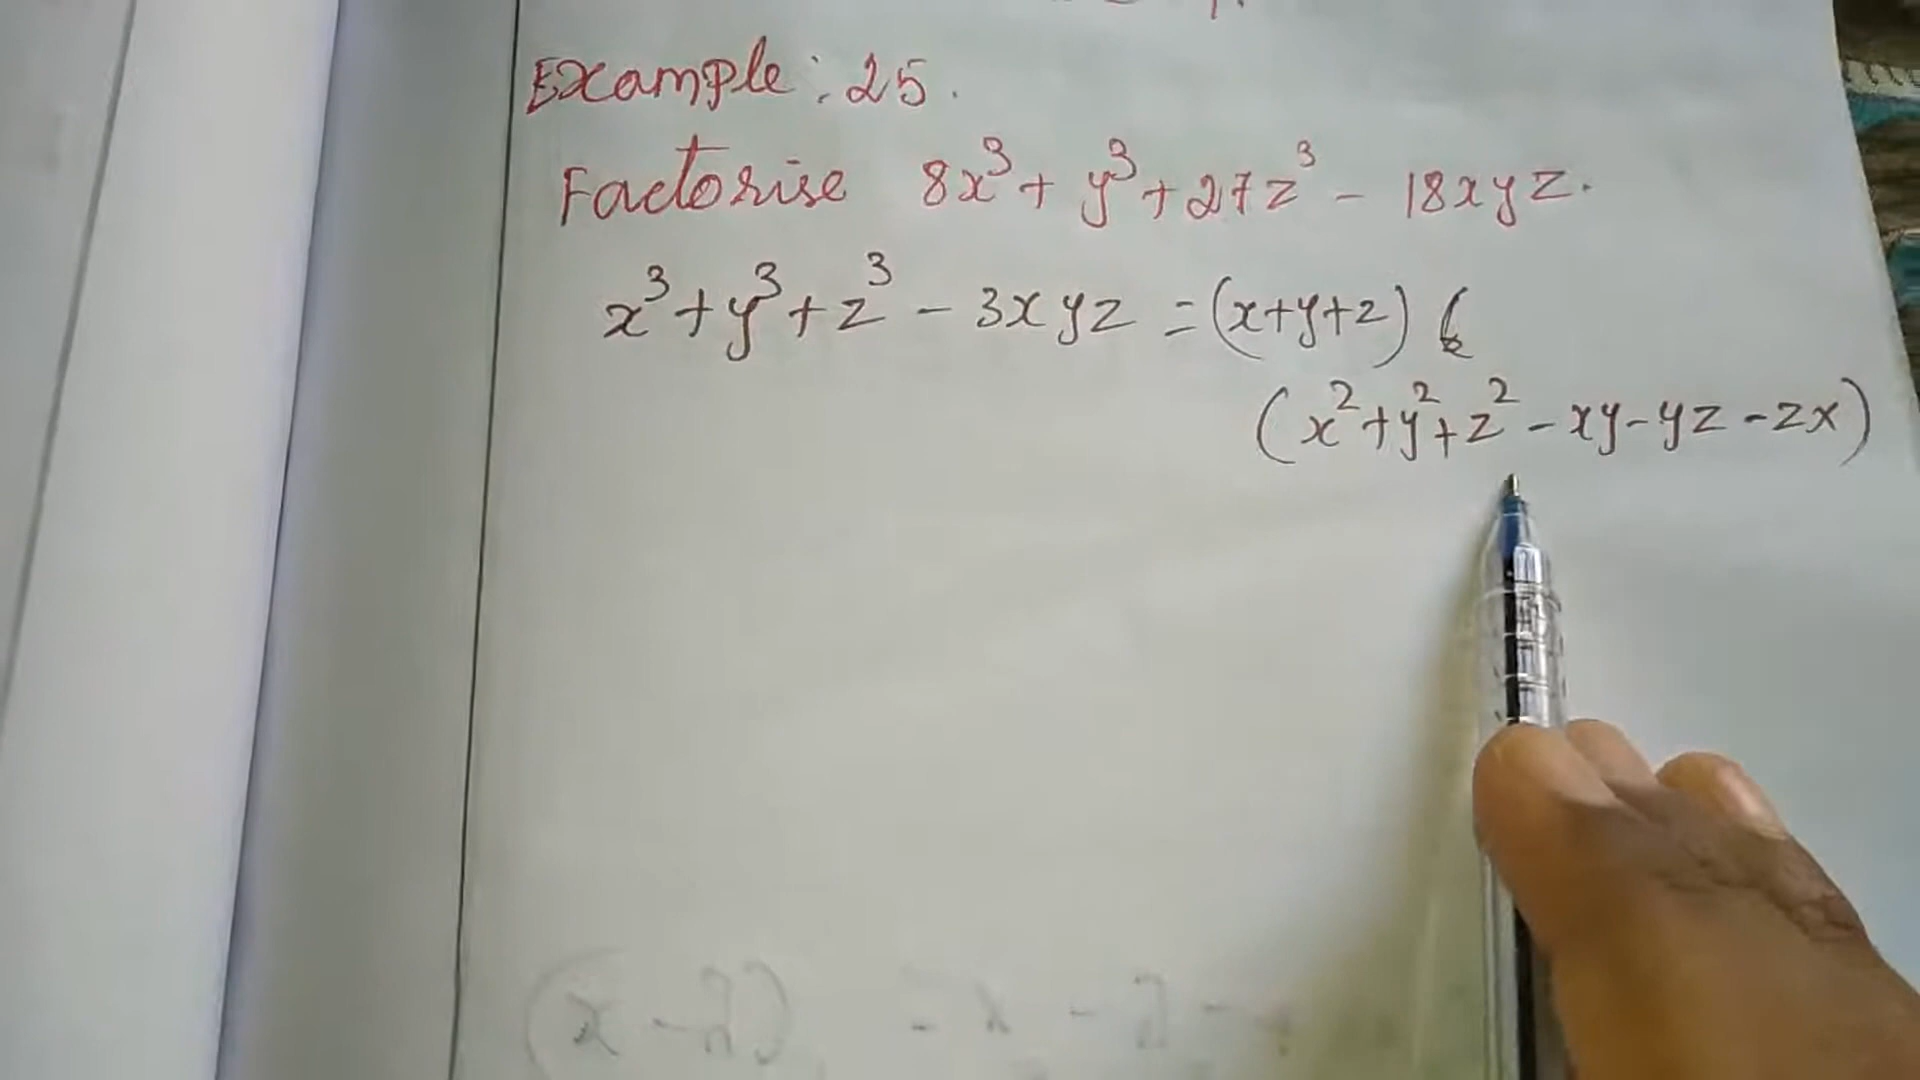 Example : 25.
Factorise 8x³ + y³ + 27z³ - 18xyz.
x³ + y³ + z³ - 3xyz = (x+y+z) (
(x² + y² + z² - xy - yz - zx)